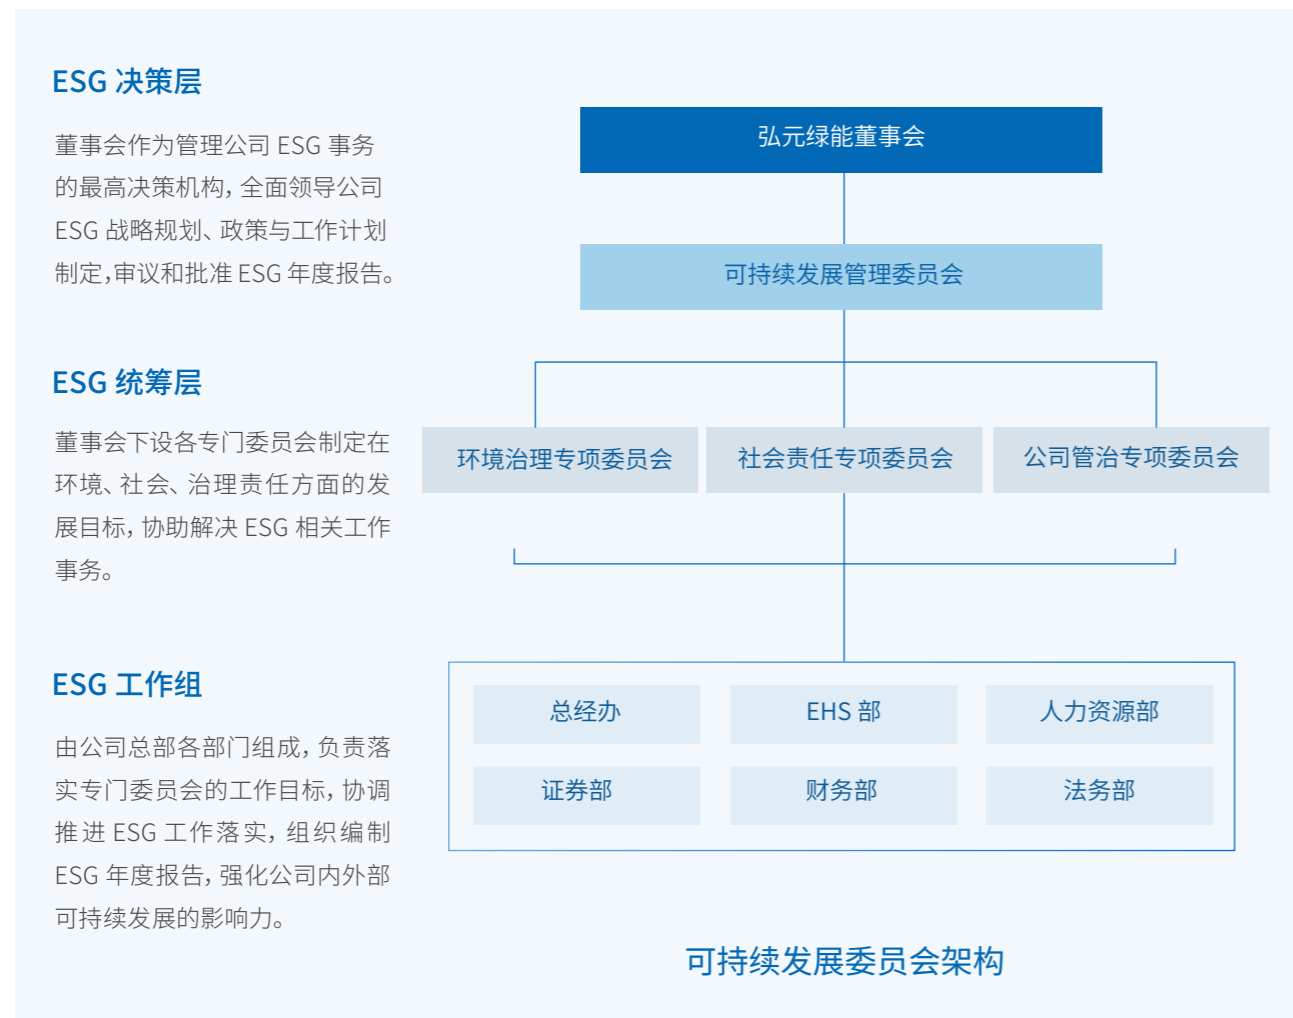 ESG 决策层
董事会作为管理公司 ESG 事务
的最高决策机构，全面领导公司
ESG 战略规划、政策与工作计划
制定，审议和批准 ESG 年度报告。
ESG 统筹层
董事会下设各专门委员会制定在
环境、社会、治理责任方面的发
展目标，协助解决 ESG 相关工作
事务。
ESG 工作组
由公司总部各部门组成，负责落
实专门委员会的工作目标，协调
推进 ESG 工作落实，组织编制
ESG 年度报告，强化公司内外部
可持续发展的影响力。
弘元绿能董事会
可持续发展管理委员会
环境治理专项委员会
社会责任专项委员会
公司管治专项委员会
总经办
EHS 部
人力资源部
证券部
财务部
法务部
可持续发展委员会架构